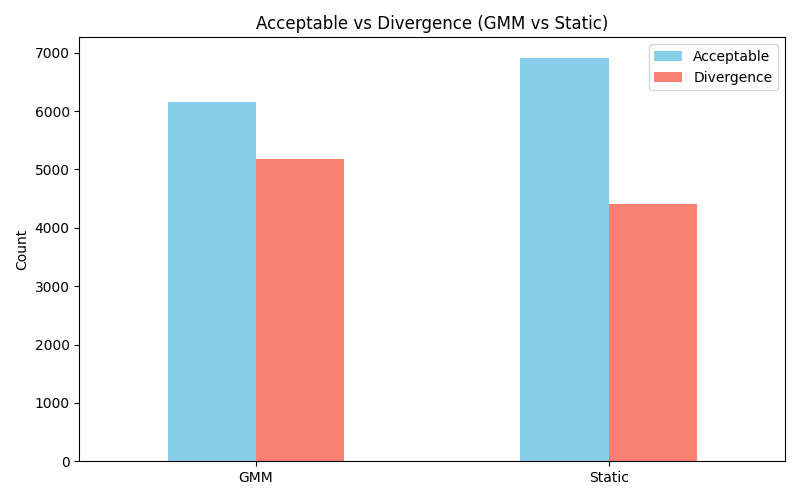 Acceptable vs Divergence (GMM vs Static)
Acceptable
Divergence
7000
6000
5000
4000
3000
2000
1000
0
Count
GMM
Static